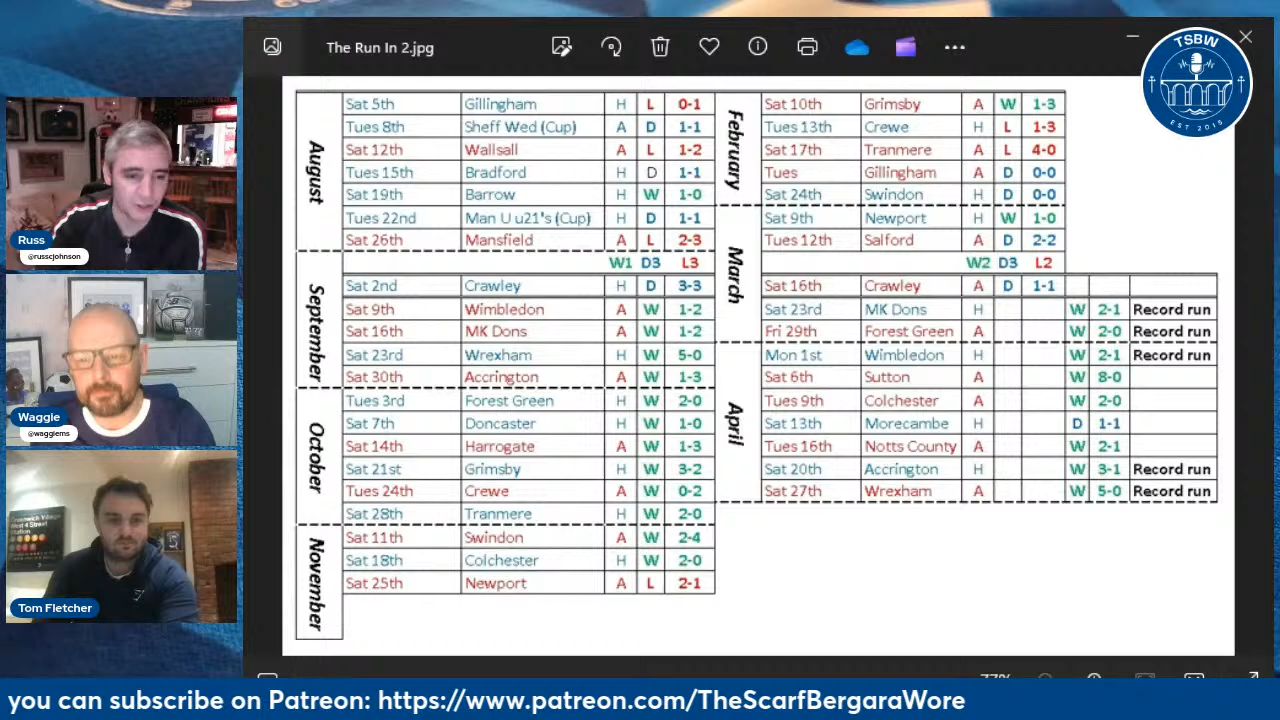 The Run In 2.jpg
TSBW
EST 2015
August
Sat 5th Gillingham H L 0-1
Tues 8th Sheff Wed (Cup) A D 1-1
Sat 12th Wallsall A L 1-2
Tues 15th Bradford H D 1-1
Sat 19th Barrow H W 1-0
Tues 22nd Man U u21's (Cup) H D 1-1
Sat 26th Mansfield A L 2-3
W1 D3 L3
September
Sat 2nd Crawley H D 3-3
Sat 9th Wimbledon A W 1-2
Sat 16th MK Dons A W 1-2
Sat 23rd Wrexham H W 5-0
Sat 30th Accrington A W 1-3
October
Tues 3rd Forest Green H W 2-0
Sat 7th Doncaster H W 1-0
Sat 14th Harrogate A W 1-3
Sat 21st Grimsby H W 3-2
Tues 24th Crewe A W 0-2
Sat 28th Tranmere H W 2-0
November
Sat 11th Swindon A W 2-4
Sat 18th Colchester H W 2-0
Sat 25th Newport A L 2-1
February
Sat 10th Grimsby A W 1-3
Tues 13th Crewe H L 1-3
Sat 17th Tranmere A L 4-0
Tues Gillingham A D 0-0
Sat 24th Swindon H D 0-0
March
Sat 9th Newport H W 1-0
Tues 12th Salford A D 2-2
W2 D3 L2
Sat 16th Crawley A D 1-1
Sat 23rd MK Dons H W 2-1 Record run
Fri 29th Forest Green A W 2-0 Record run
April
Mon 1st Wimbledon H W 2-1 Record run
Sat 6th Sutton A W 8-0
Tues 9th Colchester A W 2-0
Sat 13th Morecambe H D 1-1
Tues 16th Notts County A W 2-1
Sat 20th Accrington H W 3-1 Record run
Sat 27th Wrexham A W 5-0 Record run
Russ
@russcjohnson
Waggie
@waggiems
Tom Fletcher
you can subscribe on Patreon: https://www.patreon.com/TheScarfBergaraWore